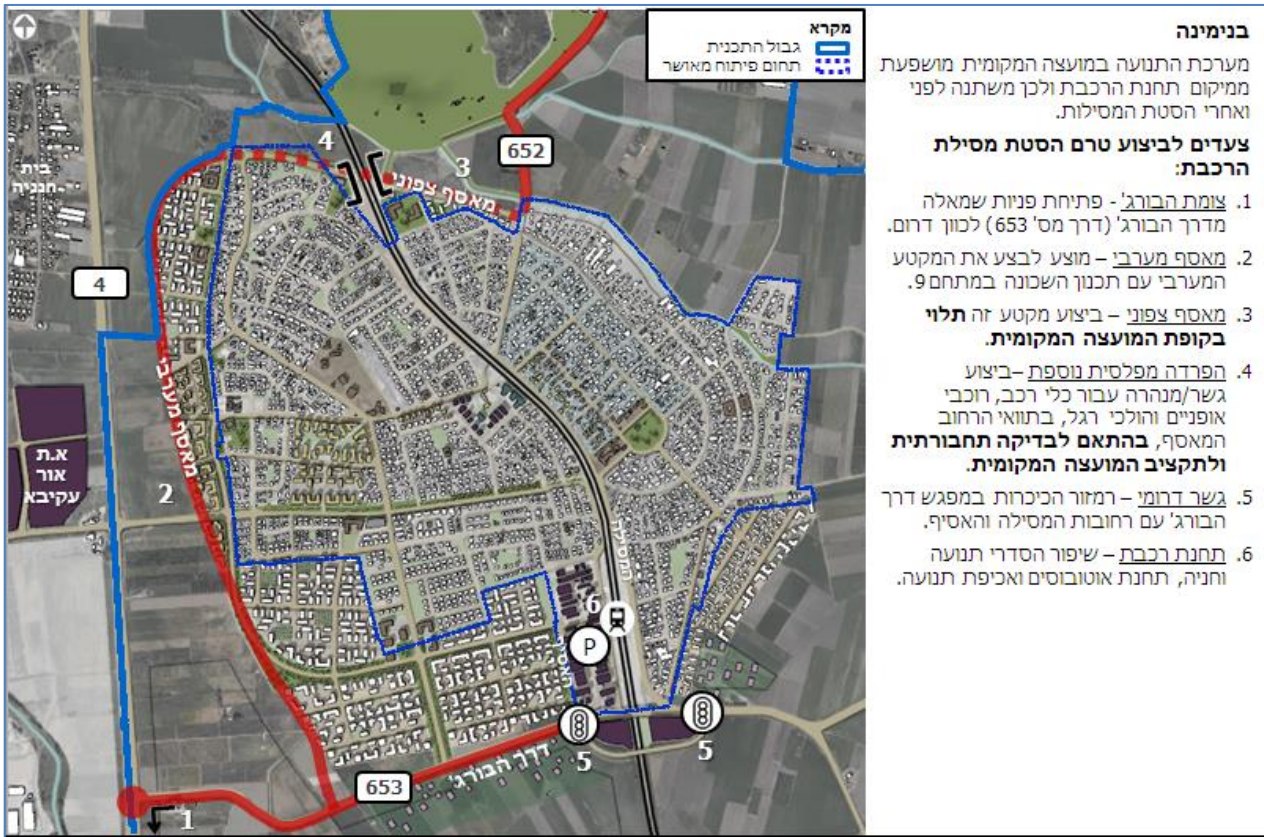 בנימינה
מערכת התנועה במועצה המקומית מושפעת
ממיקום תחנת הרכבת ולכן משתנה לפני
ואחרי הסטת המסילות.
צעדים לביצוע טרם הסטת מסילת
הרכבת:
1. צומת הבורג' - פתיחת פניות שמאלה
מדרך הבורג' (דרך מס' 653) לכוון דרום.
2. מאסף מערבי – מוצע לבצע את המקטע
המערבי עם תכנון השכונה במתחם 9.
3. מאסף צפוני – ביצוע מקטע זה תלוי
בקופת המועצה המקומית.
4. הפרדה מפלסית נוספת –ביצוע
גשר/מנהרה עבור כלי רכב, רוכבי
אופניים והולכי רגל, בתוואי הרחוב
המאסף, בהתאם לבדיקה תחבורתית
ולתקציב המועצה המקומית.
5. גשר דרומי – רמזור הכיכרות במפגש דרך
הבורג' עם רחובות המסילה והאסיף.
6. תחנת רכבת – שיפור הסדרי תנועה
וחניה, תחנת אוטובוסים ואכיפת תנועה.
מקרא
גבול התכנית
תחום פיתוח מאושר
652
4
3
מאסף צפוני
בית
חנניה
4
מאסף מערבי
2
א.ת
אור
עקיבא
המסילה
6
P
האסיף
5
5
דרך הבורג'
653
1